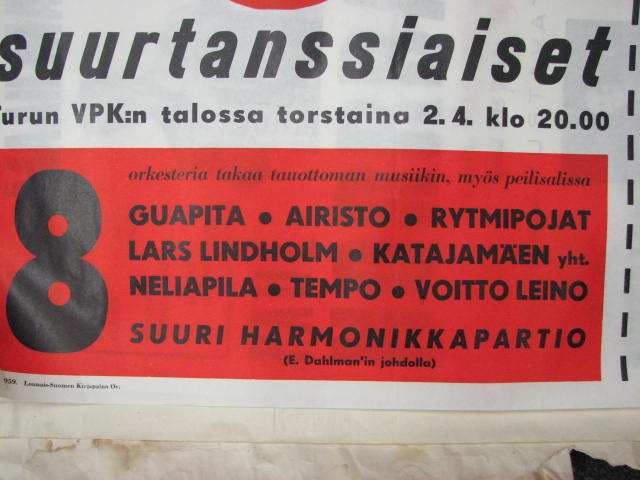 suurtanssiaiset
Turun VPK:n talossa torstaina 2.4. klo 20.00
8
orkesteria takaa tauottoman musiikin, myös peilisalissa
GUAPITA • AIRISTO • RYTMIPOJAT
LARS LINDHOLM • KATAJAMÄEN yht.
NELIAPILA • TEMPO • VOITTO LEINO
SUURI HARMONIKKAPARTIO
(E. Dahlman'in johdolla)
959. Lounais-Suomen Kirjapaino Oy.